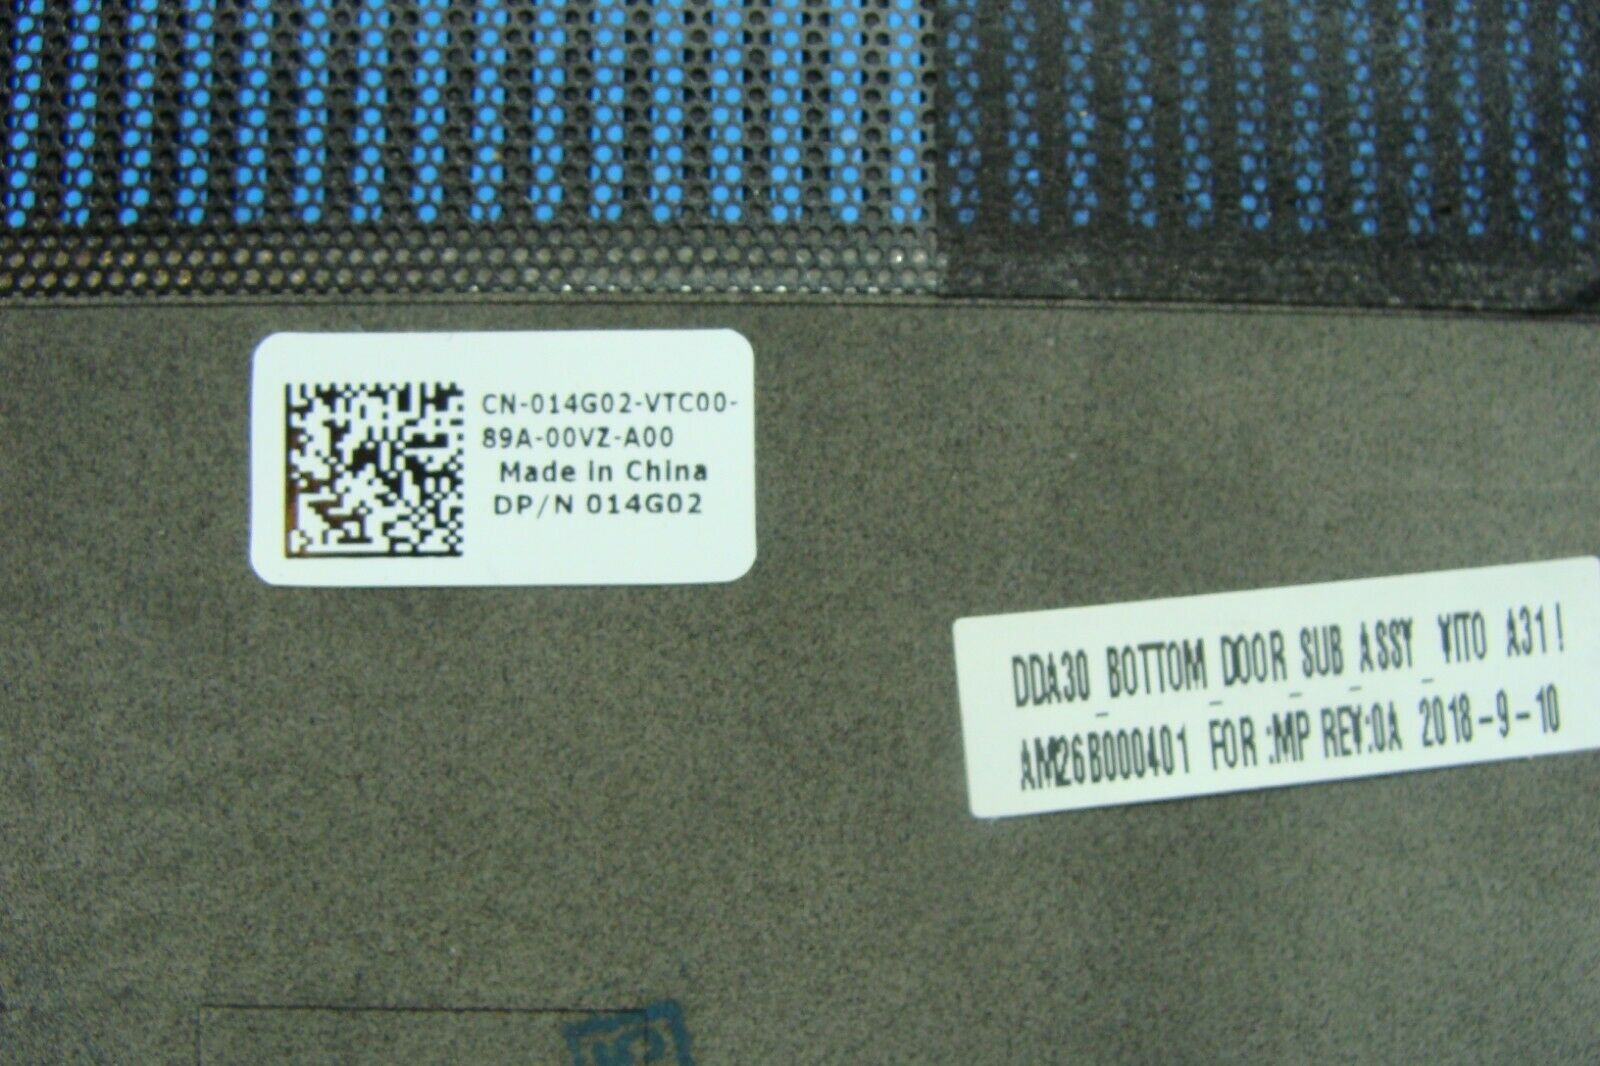 CN-014G02-VTC00-
89A-00VZ-A00
Made in China
DP/N 014G02
DDA30_BOTTOM_DOOR_SUB_ASSY_VITO A31!
AM26B000401 FOR:MP REV:0A 2018-9-10